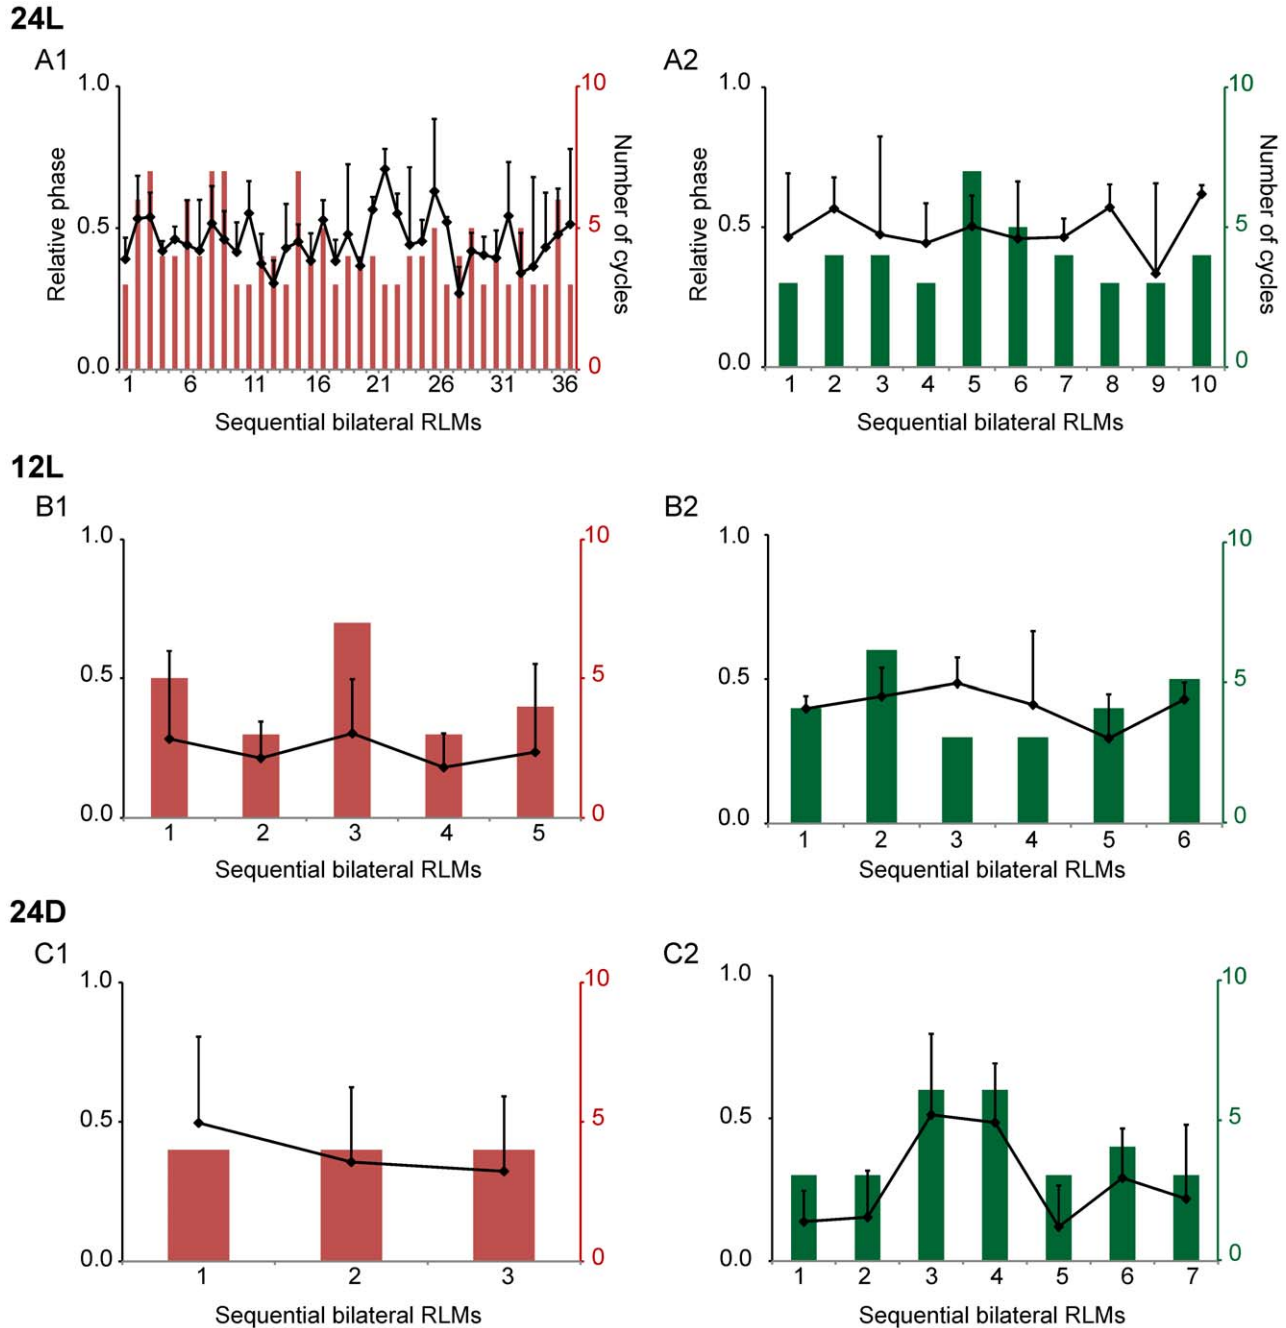 24L
A1
A2
1.0
0.5
0.0
Relative phase
10
5
0
Number of cycles
1 6 11 16 21 26 31 36
Sequential bilateral RLMs
1.0
0.5
0.0
Relative phase
10
5
0
Number of cycles
1 2 3 4 5 6 7 8 9 10
Sequential bilateral RLMs
12L
B1
B2
1.0
0.5
0.0
10
5
0
1 2 3 4 5
Sequential bilateral RLMs
1.0
0.5
0.0
10
5
0
1 2 3 4 5 6
Sequential bilateral RLMs
24D
C1
C2
1.0
0.5
0.0
10
5
0
1 2 3
Sequential bilateral RLMs
1.0
0.5
0.0
10
5
0
1 2 3 4 5 6 7
Sequential bilateral RLMs